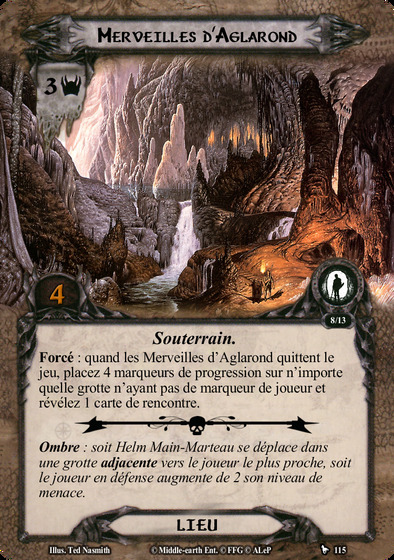 Merveilles d'Aglarond
3
4
8/13
Souterrain.
Forcé : quand les Merveilles d'Aglarond quittent le
jeu, placez 4 marqueurs de progression sur n'importe
quelle grotte n'ayant pas de marqueur de joueur et
révélez 1 carte de rencontre.
Ombre : soit Helm Main-Marteau se déplace dans
une grotte adjacente vers le joueur le plus proche, soit
le joueur en défense augmente de 2 son niveau de
menace.
LIEU
Illus. Ted Nasmith ©Middle-earth Ent. ©FFG ©ALeP 115